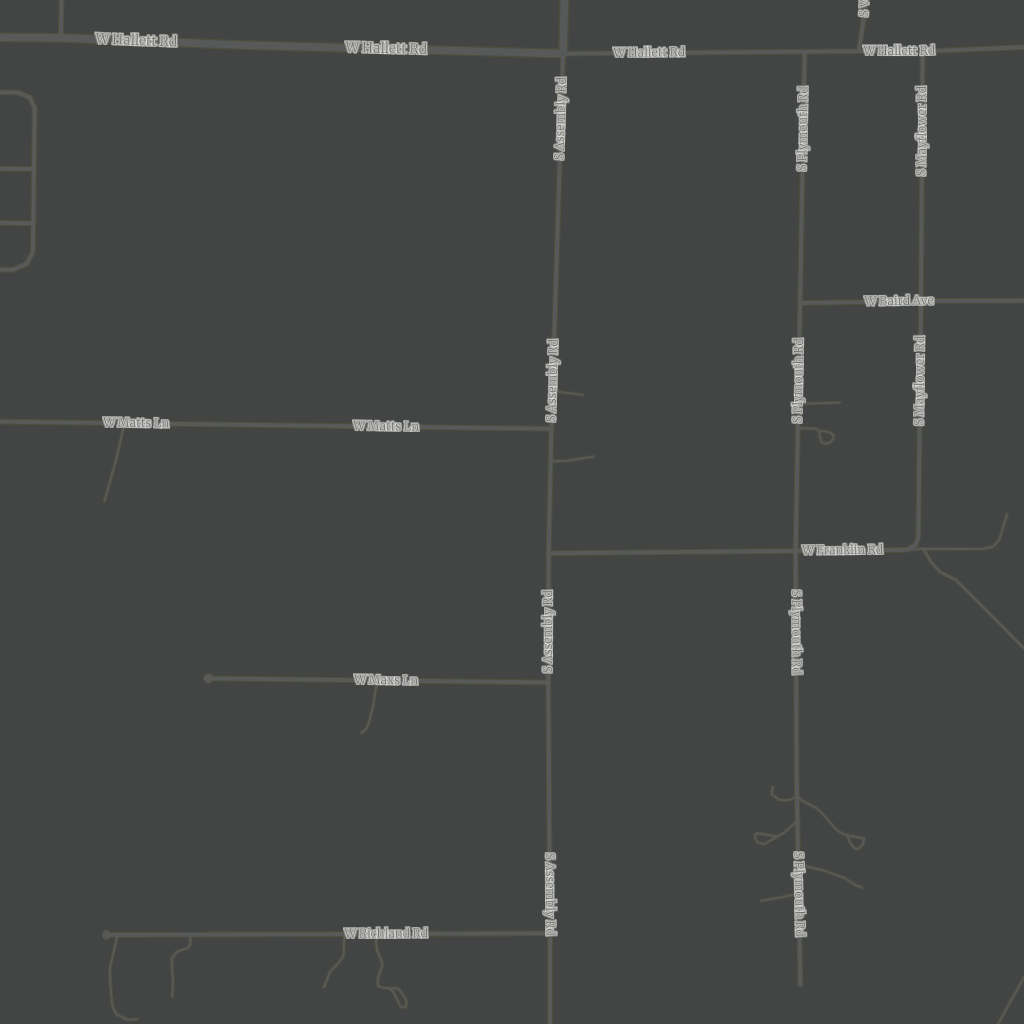 S
W Hallett Rd
W Hallett Rd
W Hallett Rd
W Hallett Rd
S Assembly Rd
S Plymouth Rd
S Mayflower Rd
W Baird Ave
S Assembly Rd
S Plymouth Rd
S Mayflower Rd
W Matts Ln
W Matts Ln
W Franklin Rd
S Assembly Rd
S Plymouth Rd
W Maxs Ln
S Assembly Rd
S Plymouth Rd
W Richland Rd